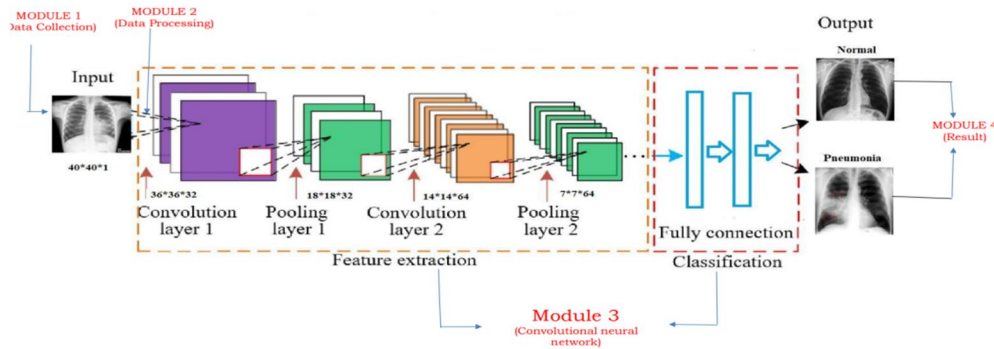 MODULE 1
Data Collection)
MODULE 2
(Data Processing)
Output
Normal
Input
40*40*1
MODULE 4
(Result)
Pneumonia
36*36*32
18*18*32
14*14*64
7*7*64
Convolution
layer 1
Pooling
layer 1
Convolution
layer 2
Pooling
layer 2
Fully connection
Feature extraction
Classification
Module 3
(Convolutional neural
network)